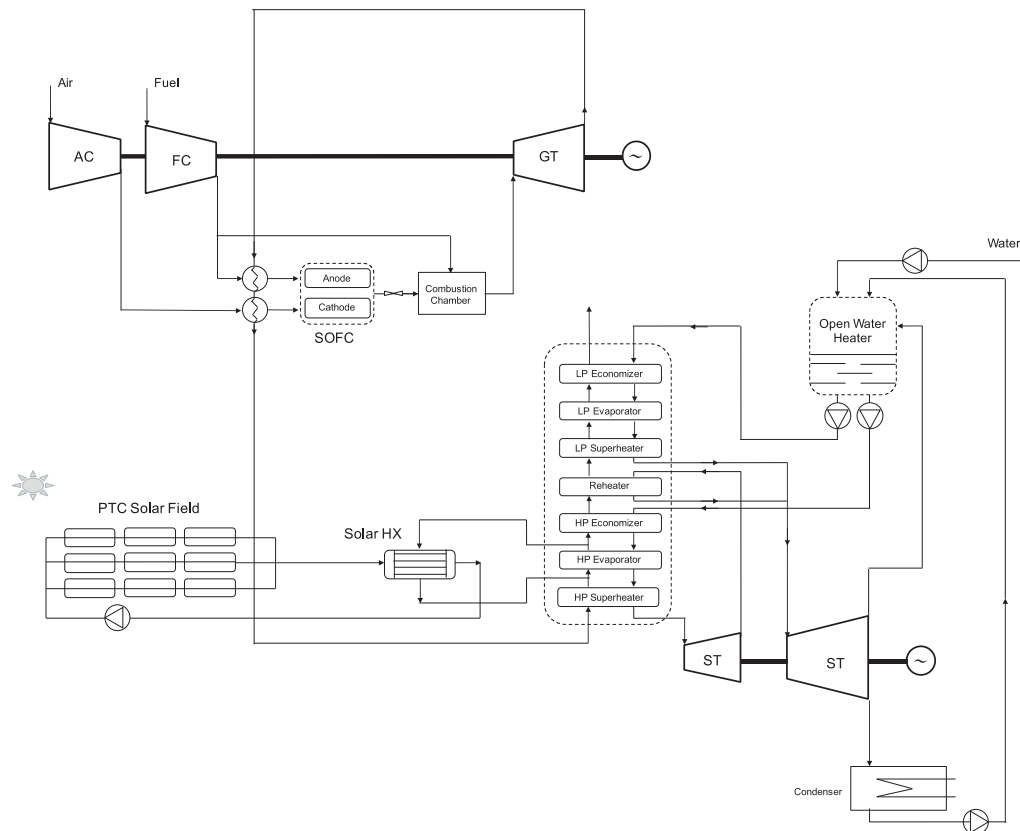 Air
Fuel
AC
FC
GT
~
Water
Anode
Cathode
SOFC
Combustion
Chamber
Open Water
Heater
LP Economizer
LP Evaporator
LP Superheater
Reheater
HP Economizer
HP Evaporator
HP Superheater
PTC Solar Field
Solar HX
ST
ST
~
Condenser